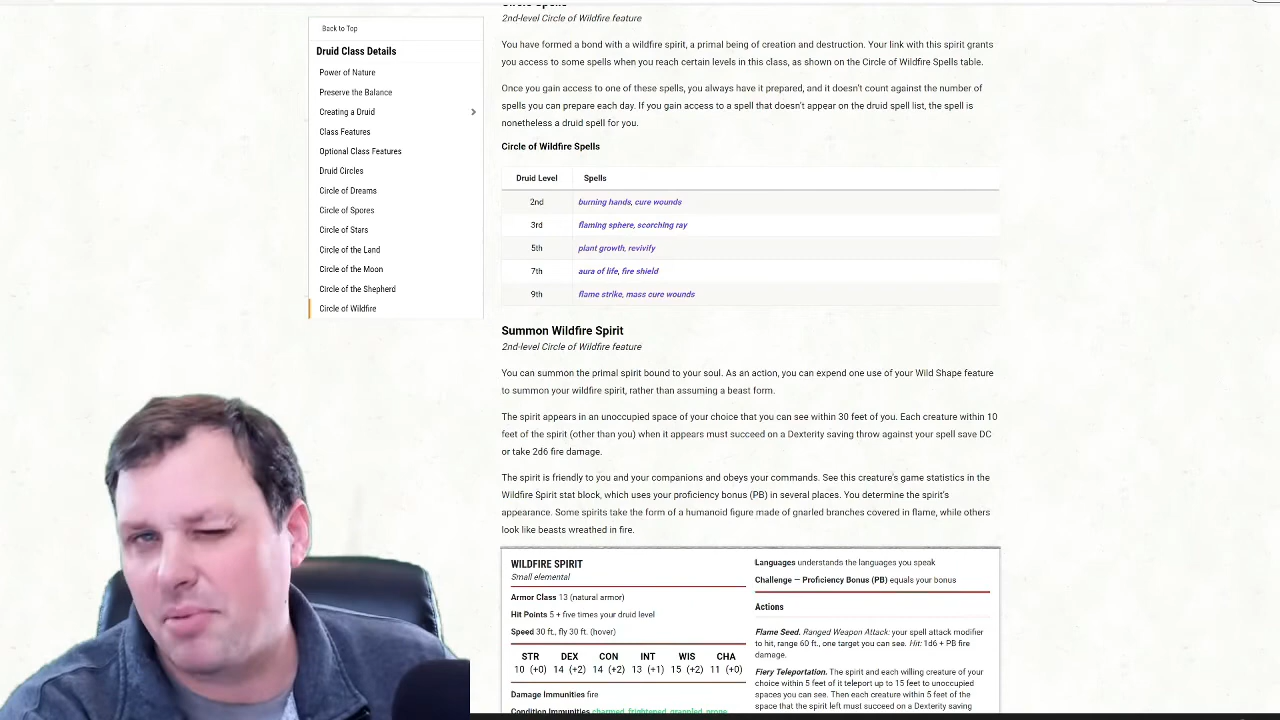 Back to Top
Druid Class Details
Power of Nature
Preserve the Balance
Creating a Druid
Class Features
Optional Class Features
Druid Circles
Circle of Dreams
Circle of Spores
Circle of Stars
Circle of the Land
Circle of the Moon
Circle of the Shepherd
Circle of Wildfire
Circle Spells
2nd-level Circle of Wildfire feature
You have formed a bond with a wildfire spirit, a primal being of creation and destruction. Your link with this spirit grants
you access to some spells when you reach certain levels in this class, as shown on the Circle of Wildfire Spells table.
Once you gain access to one of these spells, you always have it prepared, and it doesn't count against the number of
spells you can prepare each day. If you gain access to a spell that doesn't appear on the druid spell list, the spell is
nonetheless a druid spell for you.
Circle of Wildfire Spells
Druid Level Spells
2nd burning hands, cure wounds
3rd flaming sphere, scorching ray
5th plant growth, revivify
7th aura of life, fire shield
9th flame strike, mass cure wounds
Summon Wildfire Spirit
2nd-level Circle of Wildfire feature
You can summon the primal spirit bound to your soul. As an action, you can expend one use of your Wild Shape feature
to summon your wildfire spirit, rather than assuming a beast form.
The spirit appears in an unoccupied space of your choice that you can see within 30 feet of you. Each creature within 10
feet of the spirit (other than you) when it appears must succeed on a Dexterity saving throw against your spell save DC
or take 2d6 fire damage.
The spirit is friendly to you and your companions and obeys your commands. See this creature's game statistics in the
Wildfire Spirit stat block, which uses your proficiency bonus (PB) in several places. You determine the spirit's
appearance. Some spirits take the form of a humanoid figure made of gnarled branches covered in flame, while others
look like beasts wreathed in fire.
WILDFIRE SPIRIT
Small elemental
Armor Class 13 (natural armor)
Hit Points 5 + five times your druid level
Speed 30 ft., fly 30 ft. (hover)
STR DEX CON INT WIS CHA
10 (+0) 14 (+2) 14 (+2) 13 (+1) 15 (+2) 11 (+0)
Damage Immunities fire
Condition Immunities charmed, frightened, grappled, prone,
Languages understands the languages you speak
Challenge — Proficiency Bonus (PB) equals your bonus
Actions
Flame Seed. Ranged Weapon Attack: your spell attack modifier
to hit, range 60 ft., one target you can see. Hit: 1d6 + PB fire
damage.
Fiery Teleportation. The spirit and each willing creature of your
choice within 5 feet of it teleport up to 15 feet to unoccupied
spaces you can see. Then each creature within 5 feet of the
space that the spirit left must succeed on a Dexterity saving